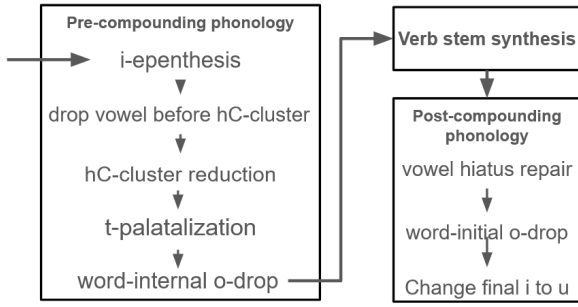 Pre-compounding phonology
i-epenthesis
drop vowel before hC-cluster
hC-cluster reduction
t-palatalization
word-internal o-drop
Verb stem synthesis
Post-compounding
phonology
vowel hiatus repair
word-initial o-drop
Change final i to u